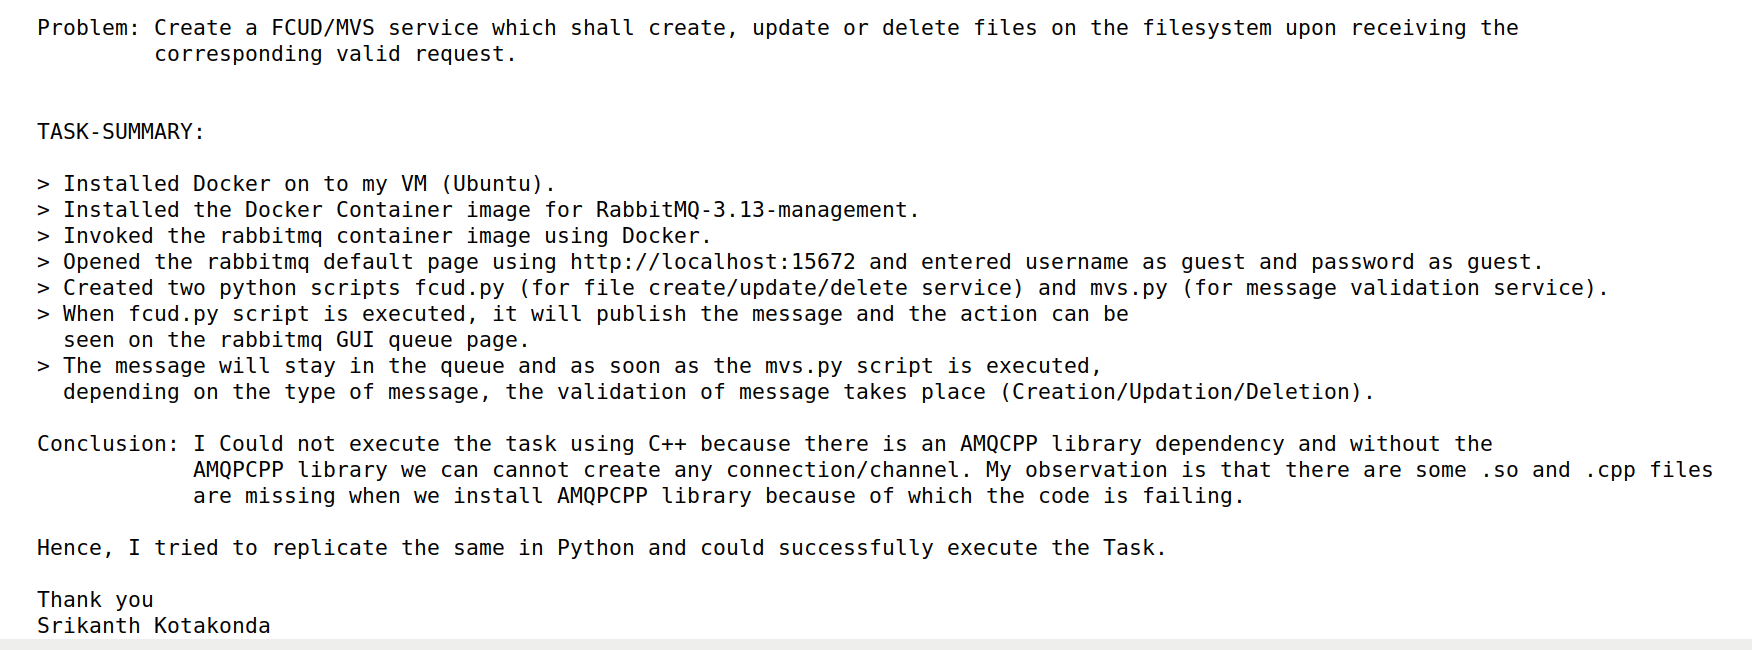 Problem: Create a FCUD/MVS service which shall create, update or delete files on the filesystem upon receiving the
corresponding valid request.
TASK-SUMMARY:
> Installed Docker on to my VM (Ubuntu).
> Installed the Docker Container image for RabbitMQ-3.13-management.
> Invoked the rabbitmq container image using Docker.
> Opened the rabbitmq default page using http://localhost:15672 and entered username as guest and password as guest.
> Created two python scripts fcud.py (for file create/update/delete service) and mvs.py (for message validation service).
> When fcud.py script is executed, it will publish the message and the action can be
seen on the rabbitmq GUI queue page.
> The message will stay in the queue and as soon as the mvs.py script is executed,
depending on the type of message, the validation of message takes place (Creation/Updation/Deletion).
Conclusion: I Could not execute the task using C++ because there is an AMQCPP library dependency and without the
AMQPCPP library we can cannot create any connection/channel. My observation is that there are some .so and .cpp files
are missing when we install AMQPCPP library because of which the code is failing.
Hence, I tried to replicate the same in Python and could successfully execute the Task.
Thank you
Srikanth Kotakonda